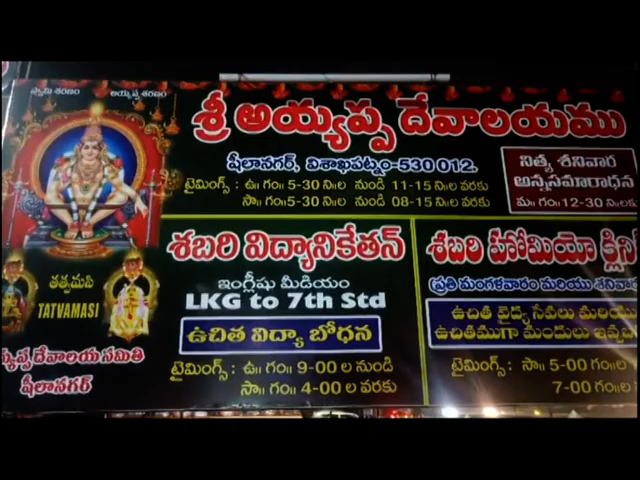 స్వామి శరణం అయ్యప్ప శరణం
శ్రీ అయ్యప్ప దేవాలయము
షీలానగర్, విశాఖపట్నం-530 012.
టైమింగ్స్ : ఉ॥ గం॥ 5-30 ని॥ల నుండి 11-15 ని॥ల వరకు
సా॥ గం॥ 5-30 ని॥ల నుండి 08-15 ని॥ల వరకు
నిత్య శనివార
అన్నసమారాధన
మ॥ గం॥ 12-30 ని॥లకు
శబరి విద్యానికేతన్
ఇంగ్లీషు మీడియం
LKG to 7th Std
ఉచిత విద్యా బోధన
టైమింగ్స్ : ఉ॥ గం॥ 9-00 ల నుండి
సా॥ గం॥ 4-00 ల వరకు
శబరి హోమియో క్లిని
(ప్రతి మంగళవారం మరియు శనివారం
ఉచిత వైద్య సేవలు మరియు
ఉచితముగా మందులు ఇవ్వబ
టైమింగ్స్ : సా॥ 5-00 గం॥ల
7-00 గం॥ల
తత్వమసి
TATVAMASI
య్యప్ప దేవాలయ సమితి
షీలానగర్